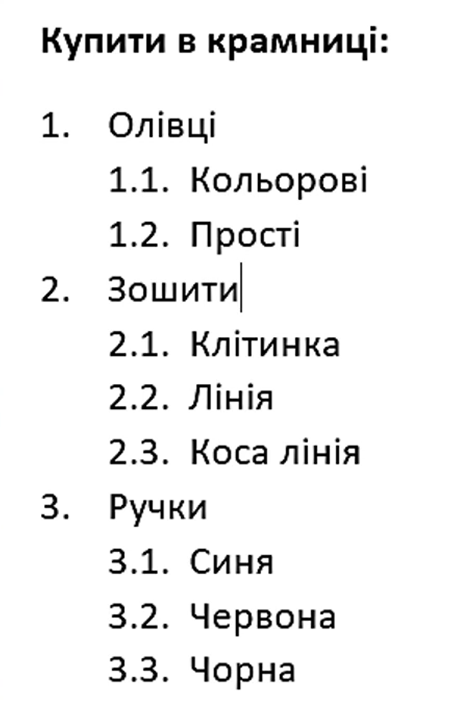 Купити в крамниці:
1. Олівці
1.1. Кольорові
1.2. Прості
2. Зошити
2.1. Клітинка
2.2. Лінія
2.3. Коса лінія
3. Ручки
3.1. Синя
3.2. Червона
3.3. Чорна